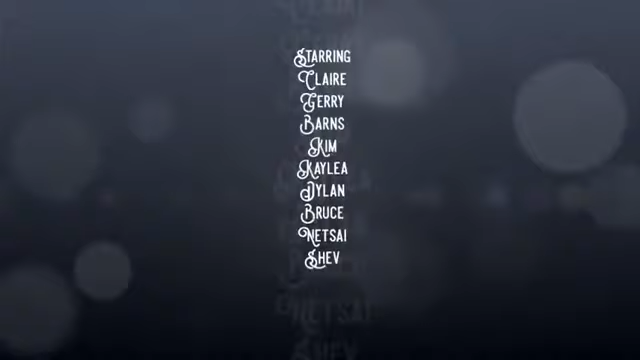 Starring
Claire
Gerry
Barns
Kim
Kaylea
Dylan
Bruce
Netsai
Shev